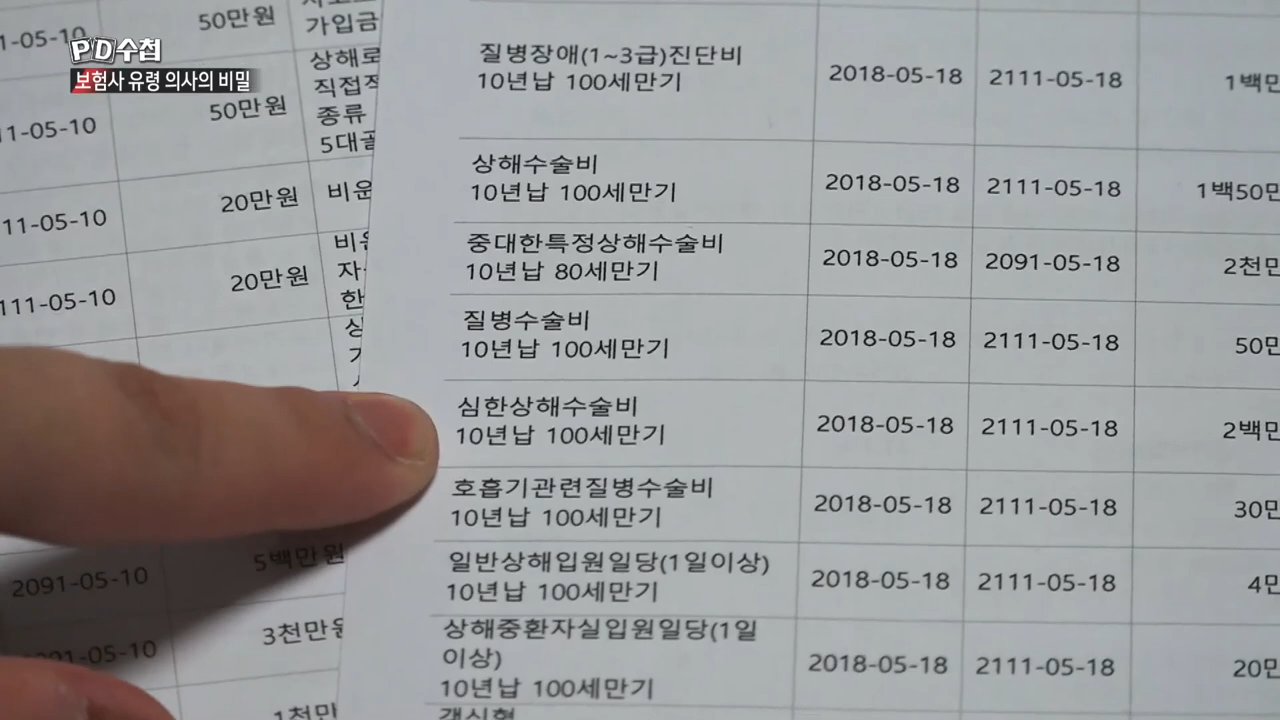 PD수첩
보험사 유령 의사의 비밀
50만원
가입금
상해로
직접적
50만원
종류
11-05-10
5대골
20만원
비운
11-05-10
20만원
111-05-10
한
5백만원
2091-05-10
3천만원
질병장애(1~3급)진단비
10년납 100세만기
2018-05-18
2111-05-18
1백만
상해수술비
10년납 100세만기
2018-05-18
2111-05-18
1백50만
중대한특정상해수술비
10년납 80세만기
2018-05-18
2091-05-18
2천만
질병수술비
10년납 100세만기
2018-05-18
2111-05-18
50만
심한상해수술비
10년납 100세만기
2018-05-18
2111-05-18
2백만
호흡기관련질병수술비
10년납 100세만기
2018-05-18
2111-05-18
30만
일반상해입원일당(1일이상)
10년납 100세만기
2018-05-18
2111-05-18
4만
상해중환자실입원일당(1일
이상)
10년납 100세만기
2018-05-18
2111-05-18
20만